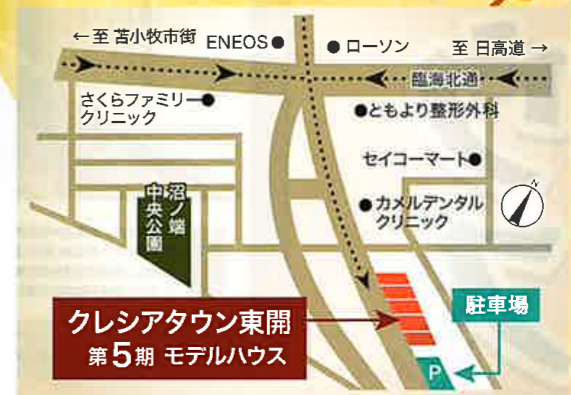 ←至 苫小牧市街
ENEOS●
●ローソン
至 日高道→
臨海北通
さくらファミリー●
クリニック
●ともより整形外科
セイコーマート●
沼ノ端
中央公園
●カメルデンタル
クリニック
N
クレシアタウン東開
第5期 モデルハウス
駐車場
P